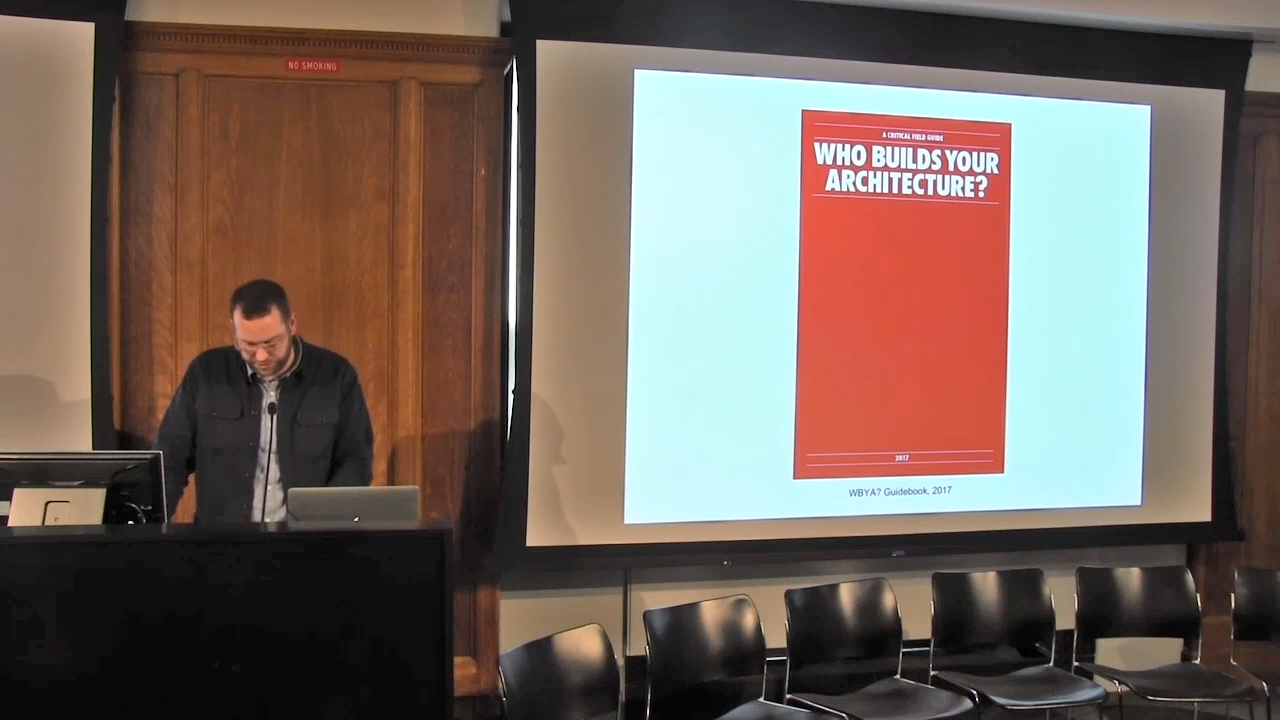 NO SMOKING
A CRITICAL FIELD GUIDE
WHO BUILDS YOUR
ARCHITECTURE?
2017
WBYA? Guidebook, 2017